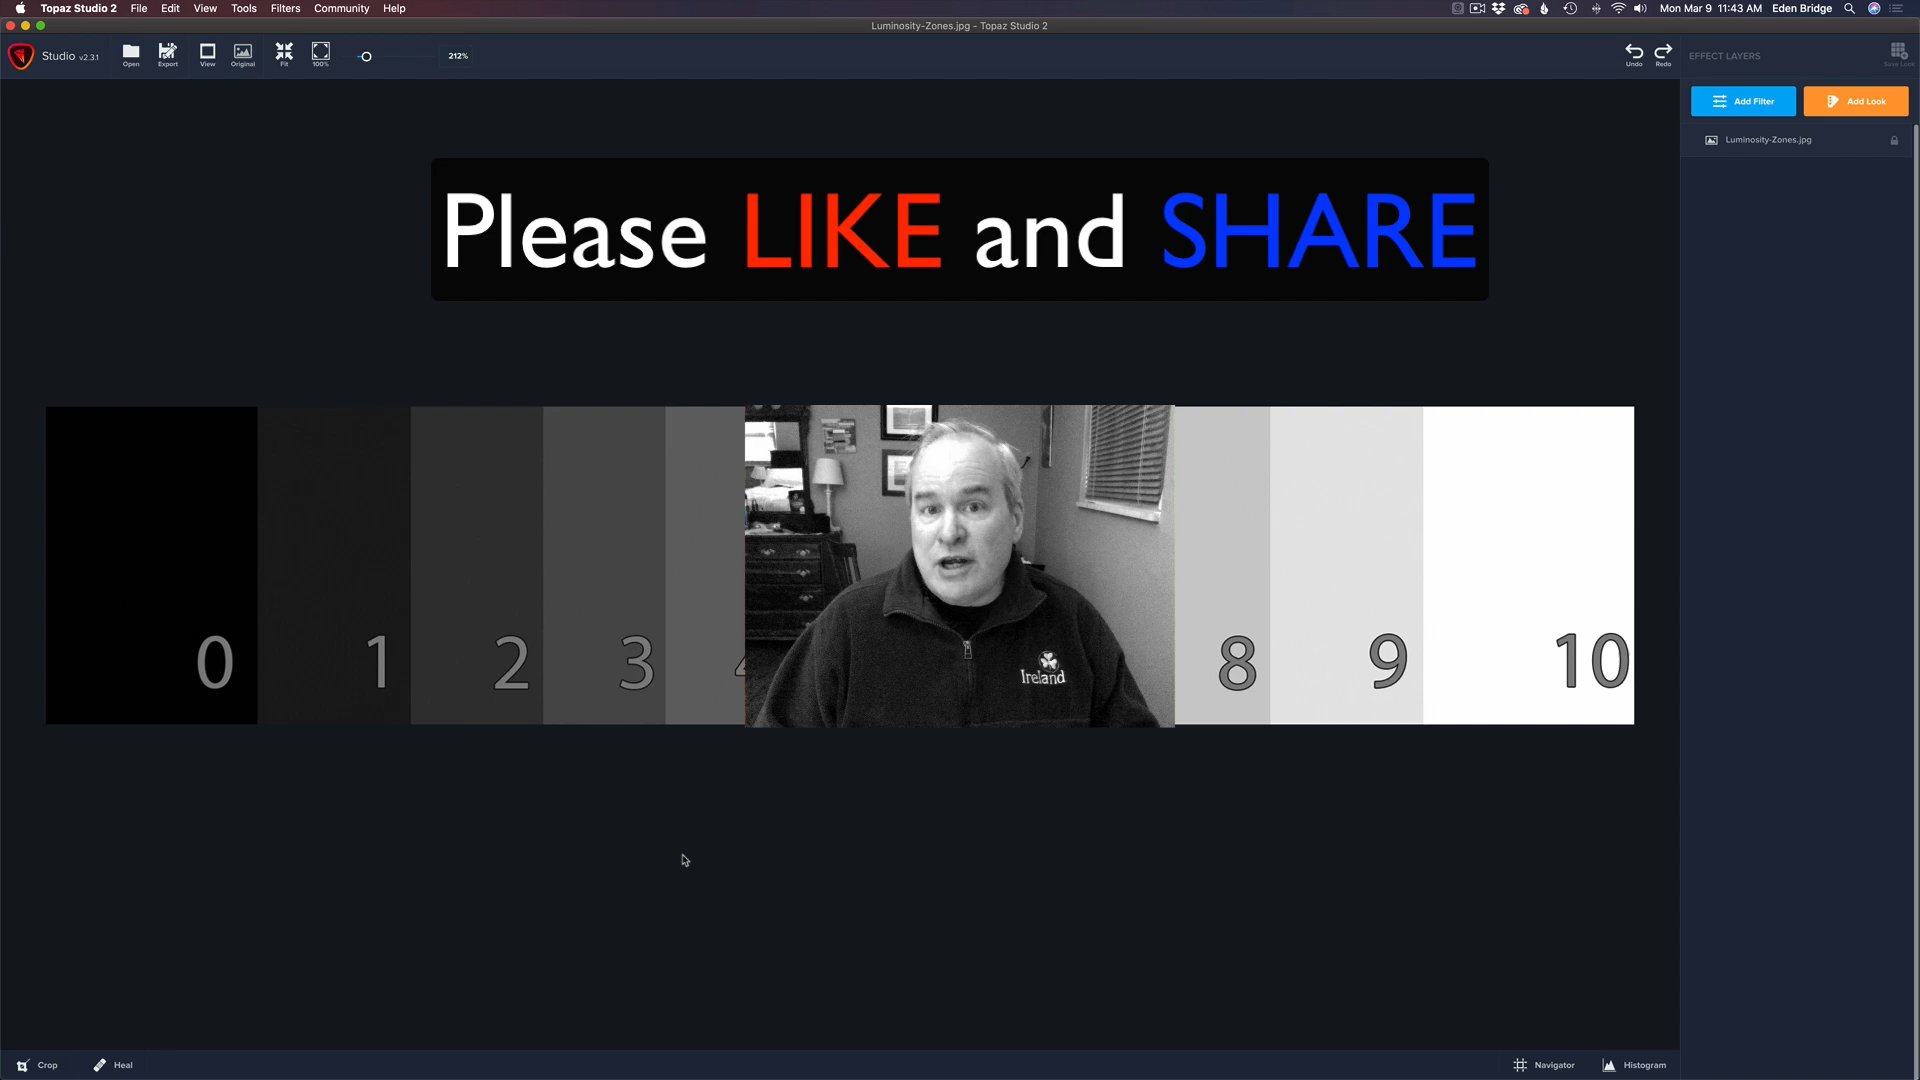 Topaz Studio 2 File Edit View Tools Filters Community Help
Mon Mar 9 11:43 AM Eden Bridge
Luminosity-Zones.jpg - Topaz Studio 2
Studio v2.3.1
Open
Export
View
Original
Fit
100%
212%
Undo
Redo
EFFECT LAYERS
Save Look
Add Filter
Add Look
Luminosity-Zones.jpg
Please LIKE and SHARE
Ireland
0 1 2 3 4 8 9 10
Crop
Heal
Navigator
Histogram